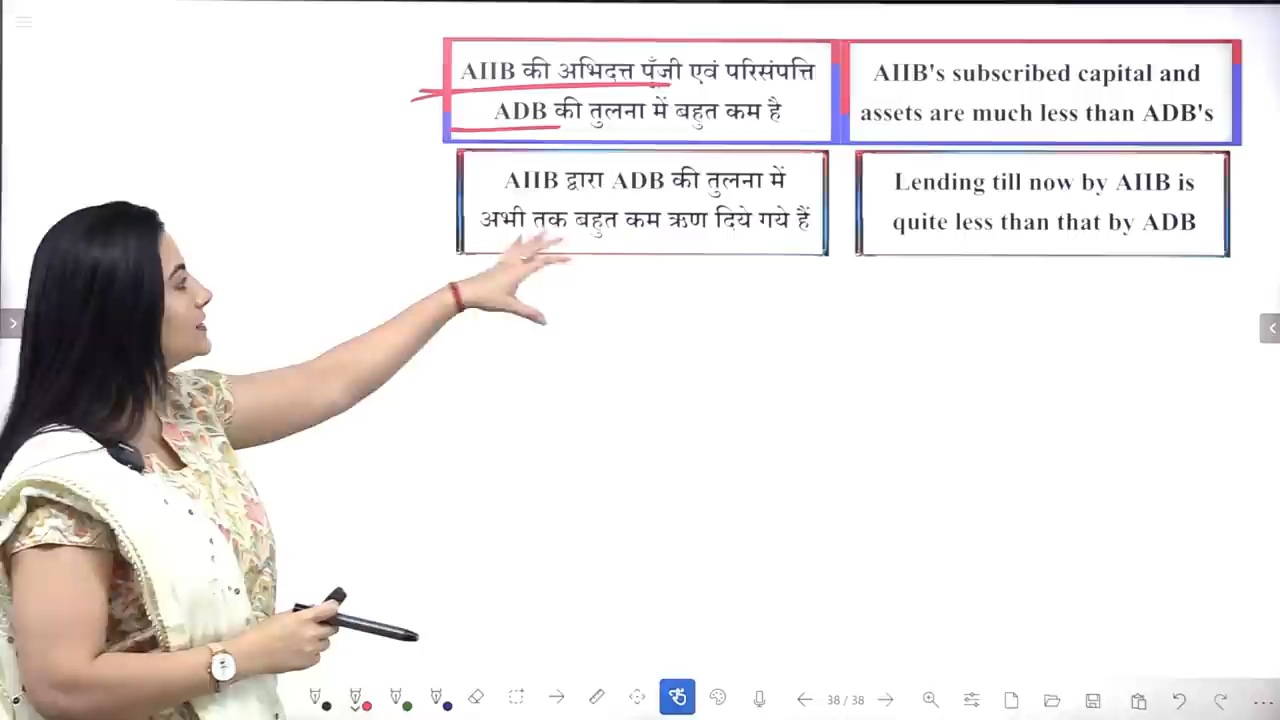 AIIB की अभिदत्त पूँजी एवं परिसंपत्ति
ADB की तुलना में बहुत कम है
AIIB's subscribed capital and
assets are much less than ADB's
AIIB द्वारा ADB की तुलना में
अभी तक बहुत कम ऋण दिये गये हैं
Lending till now by AIIB is
quite less than that by ADB
38 / 38